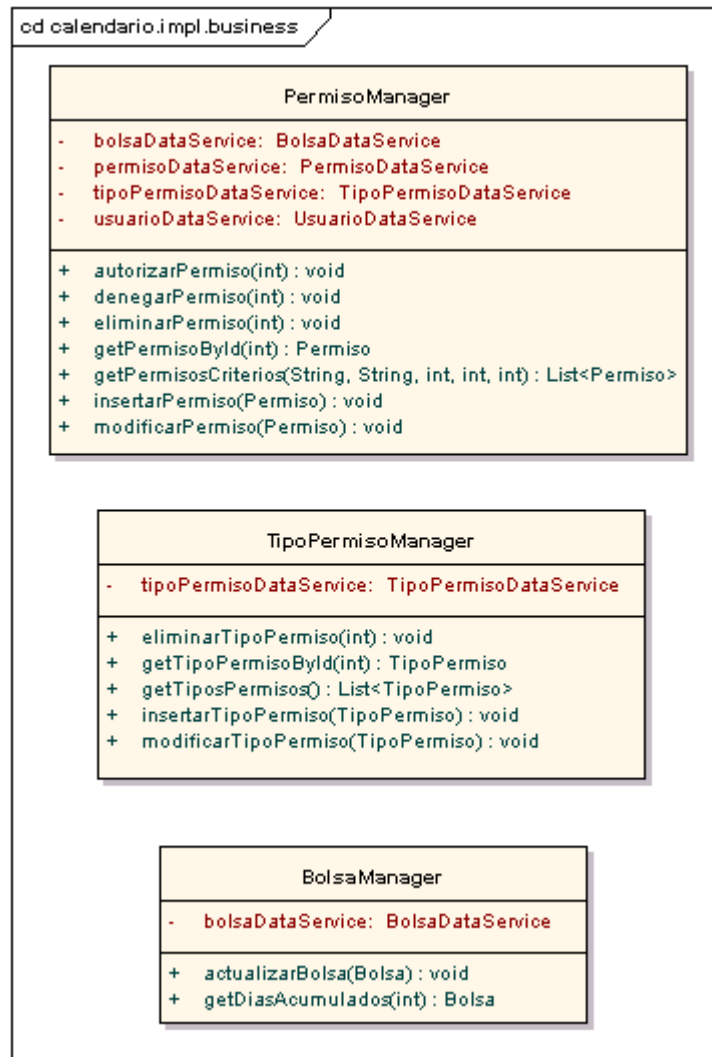 cd calendario.impl.business
PermisoManager
- bolsaDataService: BolsaDataService
- permisoDataService: PermisoDataService
- tipoPermisoDataService: TipoPermisoDataService
- usuarioDataService: UsuarioDataService
+ autorizarPermiso(int) : void
+ denegarPermiso(int) : void
+ eliminarPermiso(int) : void
+ getPermisoById(int) : Permiso
+ getPermisosCriterios(String, String, int, int, int) : List<Permiso>
+ insertarPermiso(Permiso) : void
+ modificarPermiso(Permiso) : void
TipoPermisoManager
- tipoPermisoDataService: TipoPermisoDataService
+ eliminarTipoPermiso(int) : void
+ getTipoPermisoById(int) : TipoPermiso
+ getTiposPermisos() : List<TipoPermiso>
+ insertarTipoPermiso(TipoPermiso) : void
+ modificarTipoPermiso(TipoPermiso) : void
BolsaManager
- bolsaDataService: BolsaDataService
+ actualizarBolsa(Bolsa) : void
+ getDiasAcumulados(int) : Bolsa